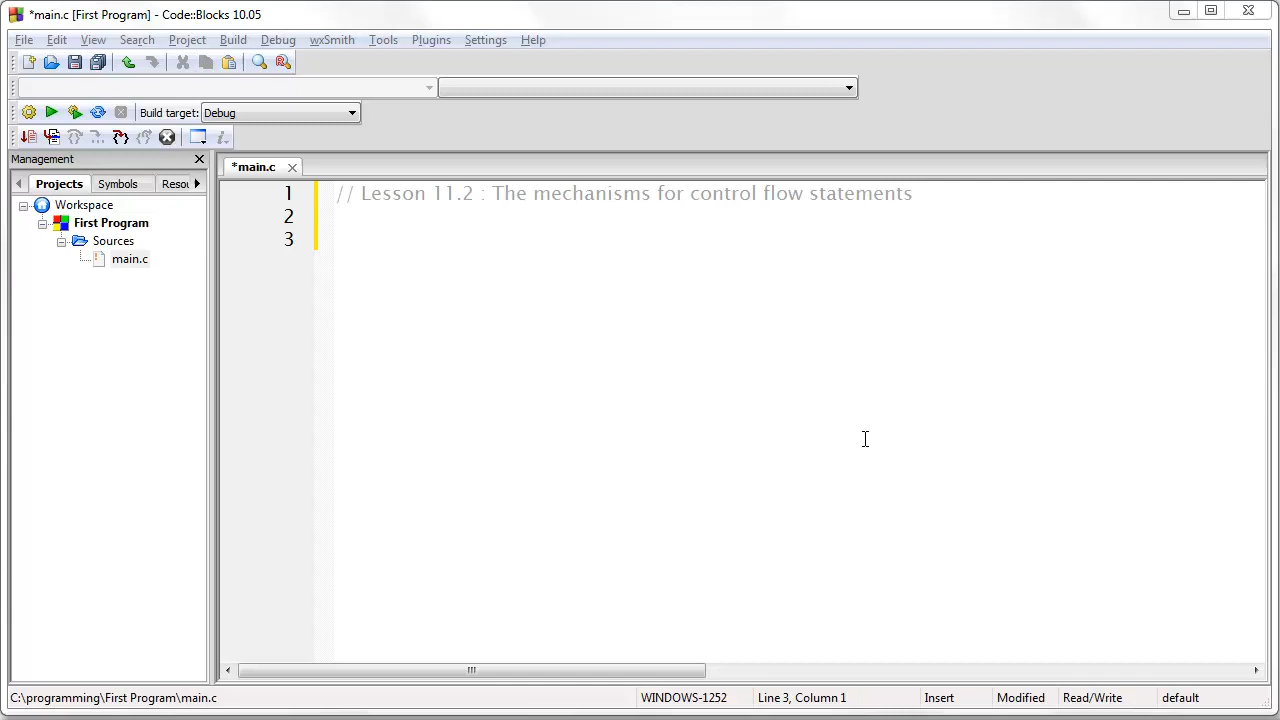 *main.c [First Program] - Code::Blocks 10.05
File Edit View Search Project Build Debug wxSmith Tools Plugins Settings Help
Build target: Debug
Management
*main.c
Projects Symbols Resou
Workspace
First Program
Sources
main.c
1 // Lesson 11.2 : The mechanisms for control flow statements
2
3
C:\programming\First Program\main.c WINDOWS-1252 Line 3, Column 1 Insert Modified Read/Write default